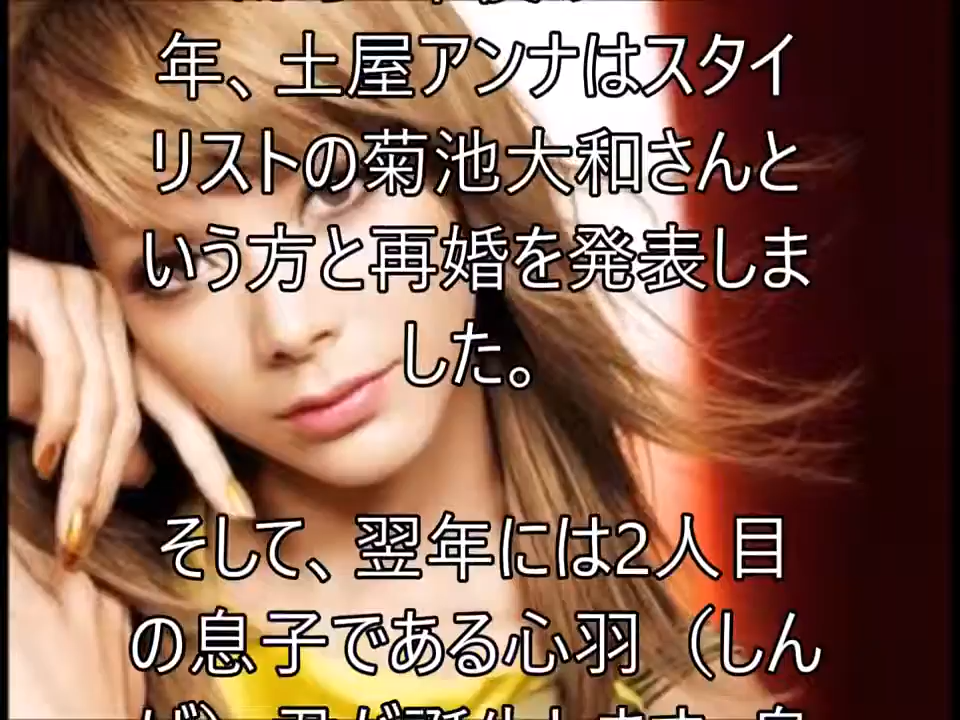 年、土屋アンナはスタイ
リストの菊池大和さんと
いう方と再婚を発表しま
した。
そして、翌年には2人目
の息子である心羽（しん